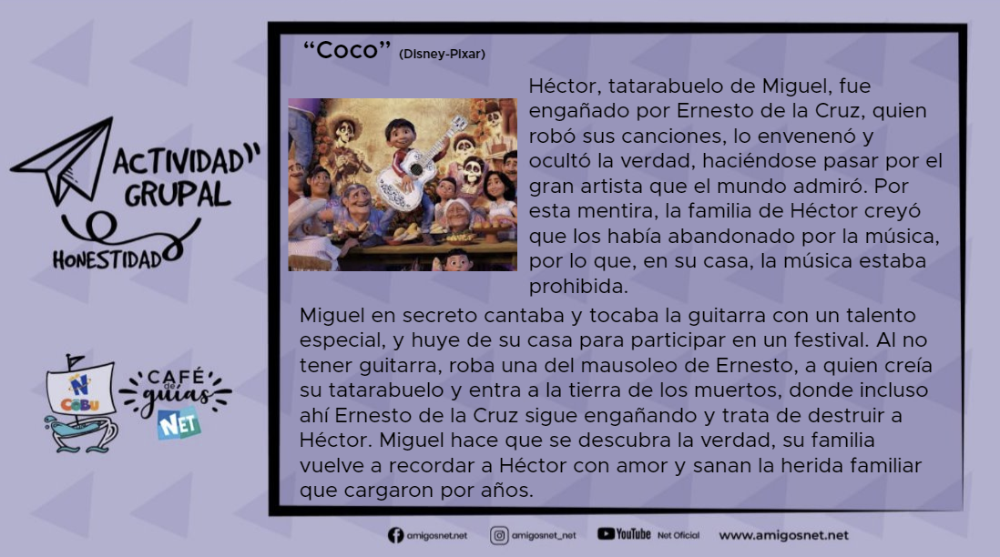 “Coco” (Disney-Pixar)
Héctor, tatarabuelo de Miguel, fue
engañado por Ernesto de la Cruz, quien
robó sus canciones, lo envenenó y
ocultó la verdad, haciéndose pasar por el
gran artista que el mundo admiró. Por
esta mentira, la familia de Héctor creyó
que los había abandonado por la música,
por lo que, en su casa, la música estaba
prohibida.
Miguel en secreto cantaba y tocaba la guitarra con un talento
especial, y huye de su casa para participar en un festival. Al no
tener guitarra, roba una del mausoleo de Ernesto, a quien creía
su tatarabuelo y entra a la tierra de los muertos, donde incluso
ahí Ernesto de la Cruz sigue engañando y trata de destruir a
Héctor. Miguel hace que se descubra la verdad, su familia
vuelve a recordar a Héctor con amor y sanan la herida familiar
que cargaron por años.
ACTIVIDAD"
GRUPAL
HONESTIDAD
N
COBU
CAFÉ
de
guías
NET
amigosnet.net
amigosnet_net
YouTube Net Oficial
www.amigosnet.net